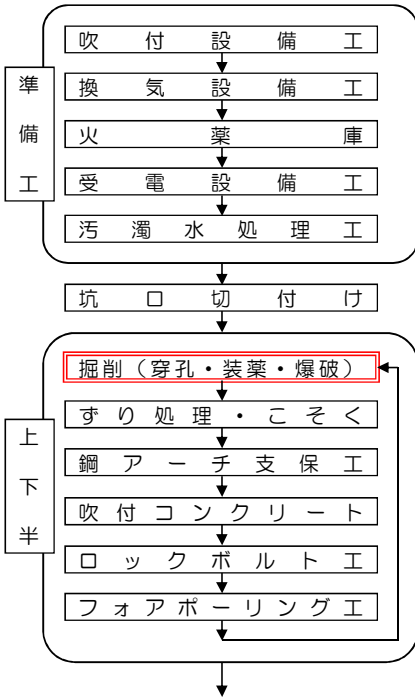 準備工
吹付設備工
換気設備工
火薬庫
受電設備工
汚濁水処理工
坑口切付け
上下半
掘削（穿孔・装薬・爆破）
ずり処理・こそく
鋼アーチ支保工
吹付コンクリート
ロックボルト工
フォアポーリング工